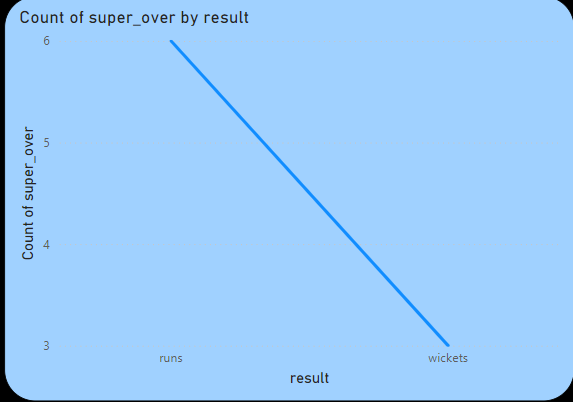 Count of super_over by result
6
5
4
3
Count of super_over
runs wickets
result